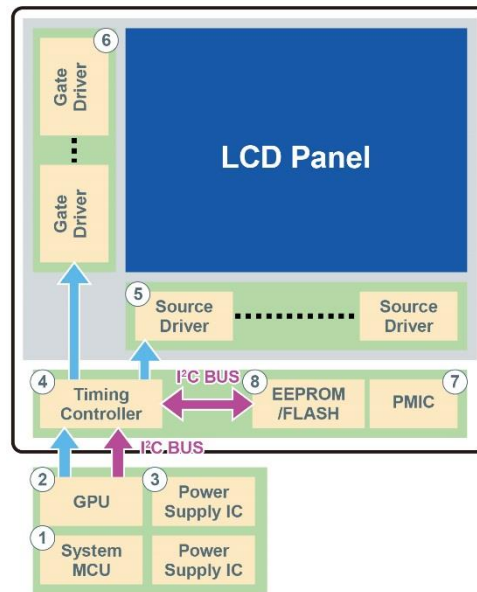 6
Gate
Driver
Gate
Driver
LCD Panel
5
Source
Driver
Source
Driver
4
Timing
Controller
I²C BUS
8
EEPROM
/FLASH
7
PMIC
I²C BUS
2
GPU
3
Power
Supply IC
1
System
MCU
Power
Supply IC